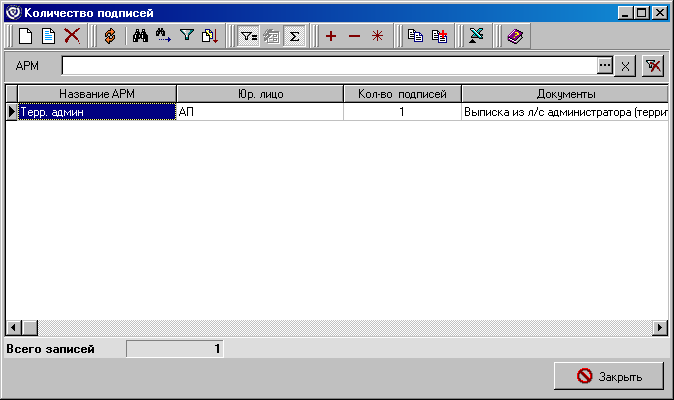 Количество подписей
АРМ
Название АРМ Юр. лицо Кол-во подписей Документы
Терр. админ АП 1 Выписка из л/с администратора (террит
Всего записей 1
Закрыть